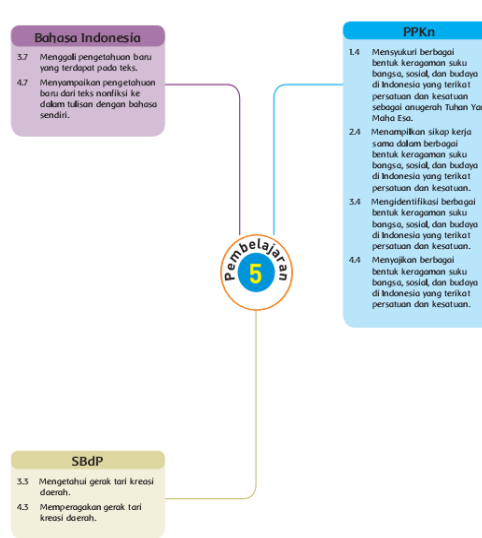 Bahasa Indonesia
3.7 Menggali pengetahuan baru
yang terdapat pada teks.
4.7 Menyampaikan pengetahuan
baru dari teks nonfiksi ke
dalam tulisan dengan bahasa
sendiri.
PPKn
1.4 Mensyukuri berbagai
bentuk keragaman suku
bangsa, sosial, dan budaya
di Indonesia yang terikat
persatuan dan kesatuan
sebagai anugerah Tuhan
Maha Esa.
2.4 Menampilkan sikap kerja
sama dalam berbagai
bentuk keragaman suku
bangsa, sosial, dan budaya
di Indonesia yang terikat
persatuan dan kesatuan.
3.4 Mengidentifikasi berbagai
bentuk keragaman suku
bangsa, sosial, dan budaya
di Indonesia yang terikat
persatuan dan kesatuan.
4.4 Menyajikan berbagai
bentuk keragaman suku
bangsa, sosial, dan budaya
di Indonesia yang terikat
persatuan dan kesatuan.
Pembelajaran
5
SBdP
3.3 Mengetahui gerak tari kreasi
daerah.
4.3 Memperagakan gerak tari
kreasi daerah.